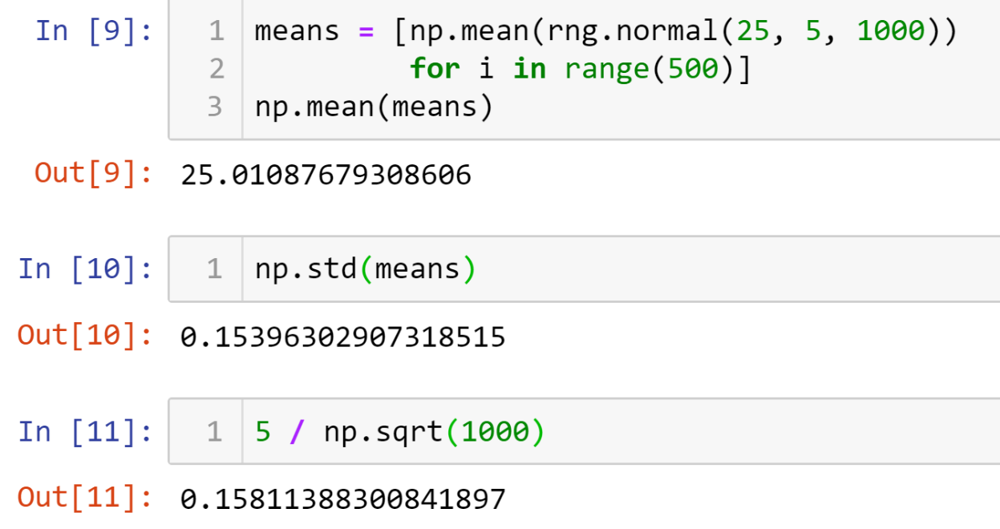 In [9]: 1 means = [np.mean(rng.normal(25, 5, 1000))
2          for i in range(500)]
3 np.mean(means)
Out[9]: 25.01087679308606
In [10]: 1 np.std(means)
Out[10]: 0.15396302907318515
In [11]: 1 5 / np.sqrt(1000)
Out[11]: 0.15811388300841897